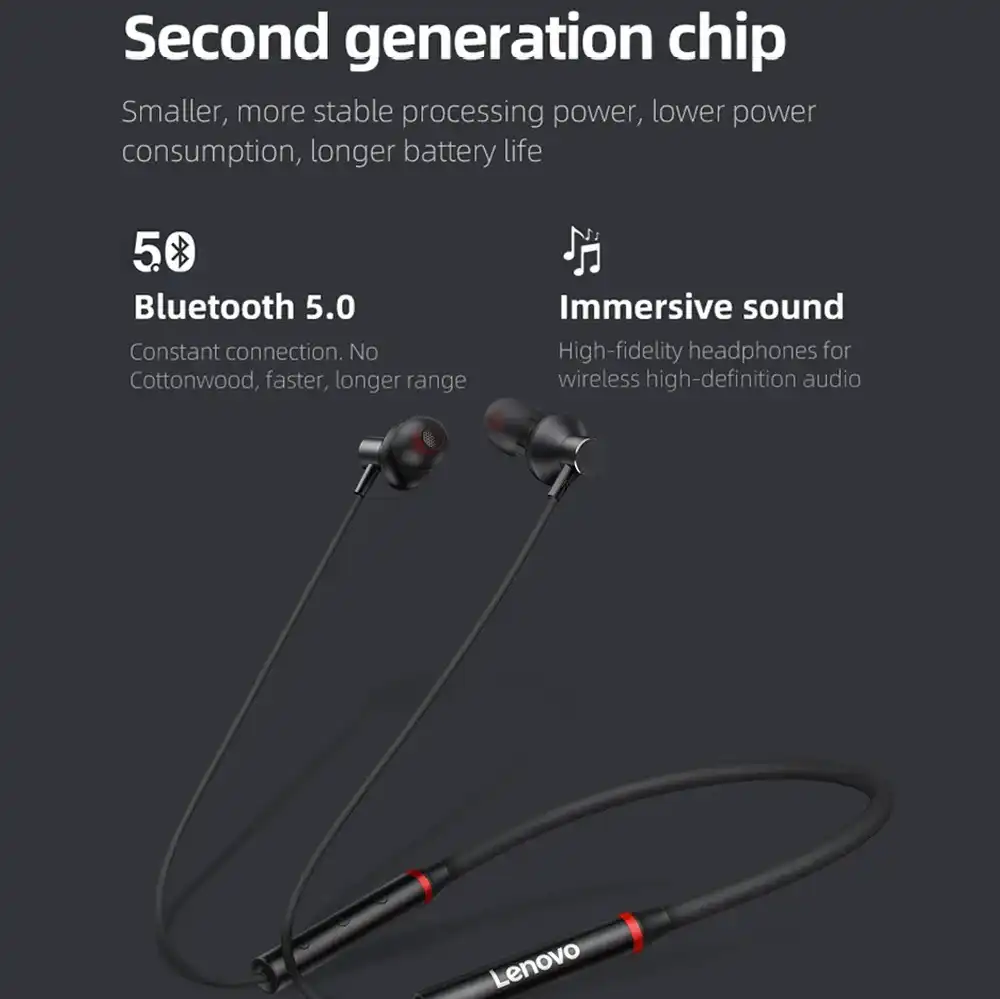 Second generation chip
Smaller, more stable processing power, lower power
consumption, longer battery life
5.0
Bluetooth 5.0
Constant connection. No
Cottonwood, faster, longer range
Immersive sound
High-fidelity headphones for
wireless high-definition audio
Lenovo